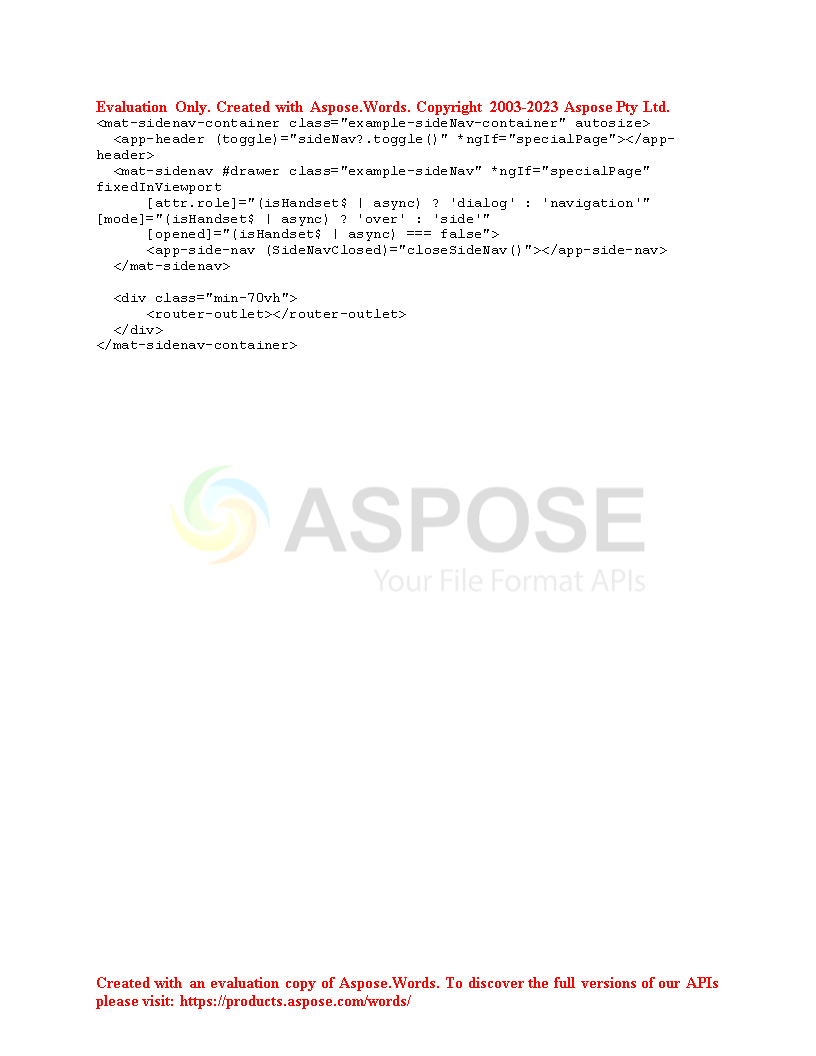 Evaluation Only. Created with Aspose.Words. Copyright 2003-2023 Aspose Pty Ltd.
<mat-sidenav-container class="example-sideNav-container" autosize>
  <app-header (toggle)="sideNav?.toggle()" *ngIf="specialPage"></app-
header>
  <mat-sidenav #drawer class="example-sideNav" *ngIf="specialPage"
fixedInViewport
      [attr.role]="(isHandset$ | async) ? 'dialog' : 'navigation'"
[mode]="(isHandset$ | async) ? 'over' : 'side'"
      [opened]="(isHandset$ | async) === false">
      <app-side-nav (SideNavClosed)="closeSideNav()"></app-side-nav>
  </mat-sidenav>

  <div class="min-70vh">
      <router-outlet></router-outlet>
  </div>
</mat-sidenav-container>
ASPOSE
Your File Format APIs
Created with an evaluation copy of Aspose.Words. To discover the full versions of our APIs
please visit: https://products.aspose.com/words/